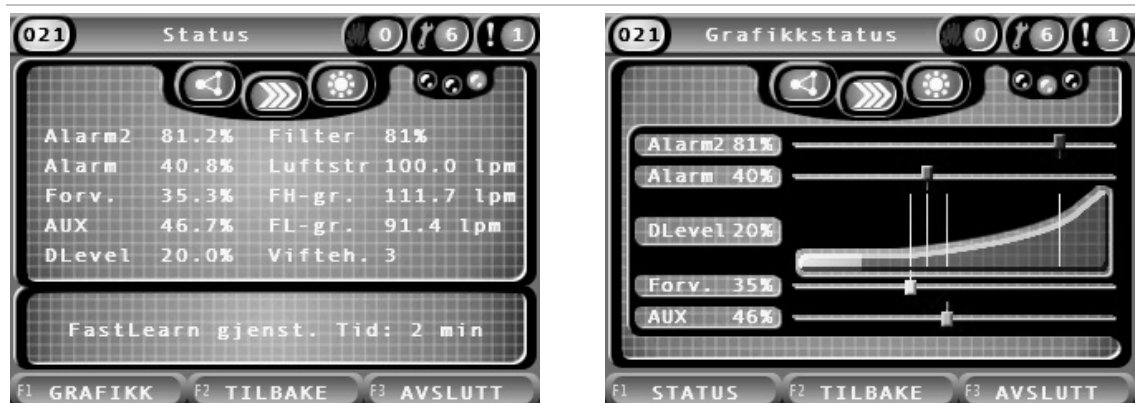 021 Status 0 6 ! 1
Alarm2 81.2% Filter 81%
Alarm 40.8% Luftstr 100.0 lpm
Forv. 35.3% FH-gr. 111.7 lpm
AUX 46.7% FL-gr. 91.4 lpm
DLevel 20.0% Vifteh. 3
FastLearn gjenst. Tid: 2 min
F1 GRAFIKK F2 TILBAKE F3 AVSLUTT
021 Grafikkstatus 0 6 ! 1
Alarm2 81%
Alarm 40%
DLevel 20%
Forv. 35%
AUX 46%
F1 STATUS F2 TILBAKE F3 AVSLUTT